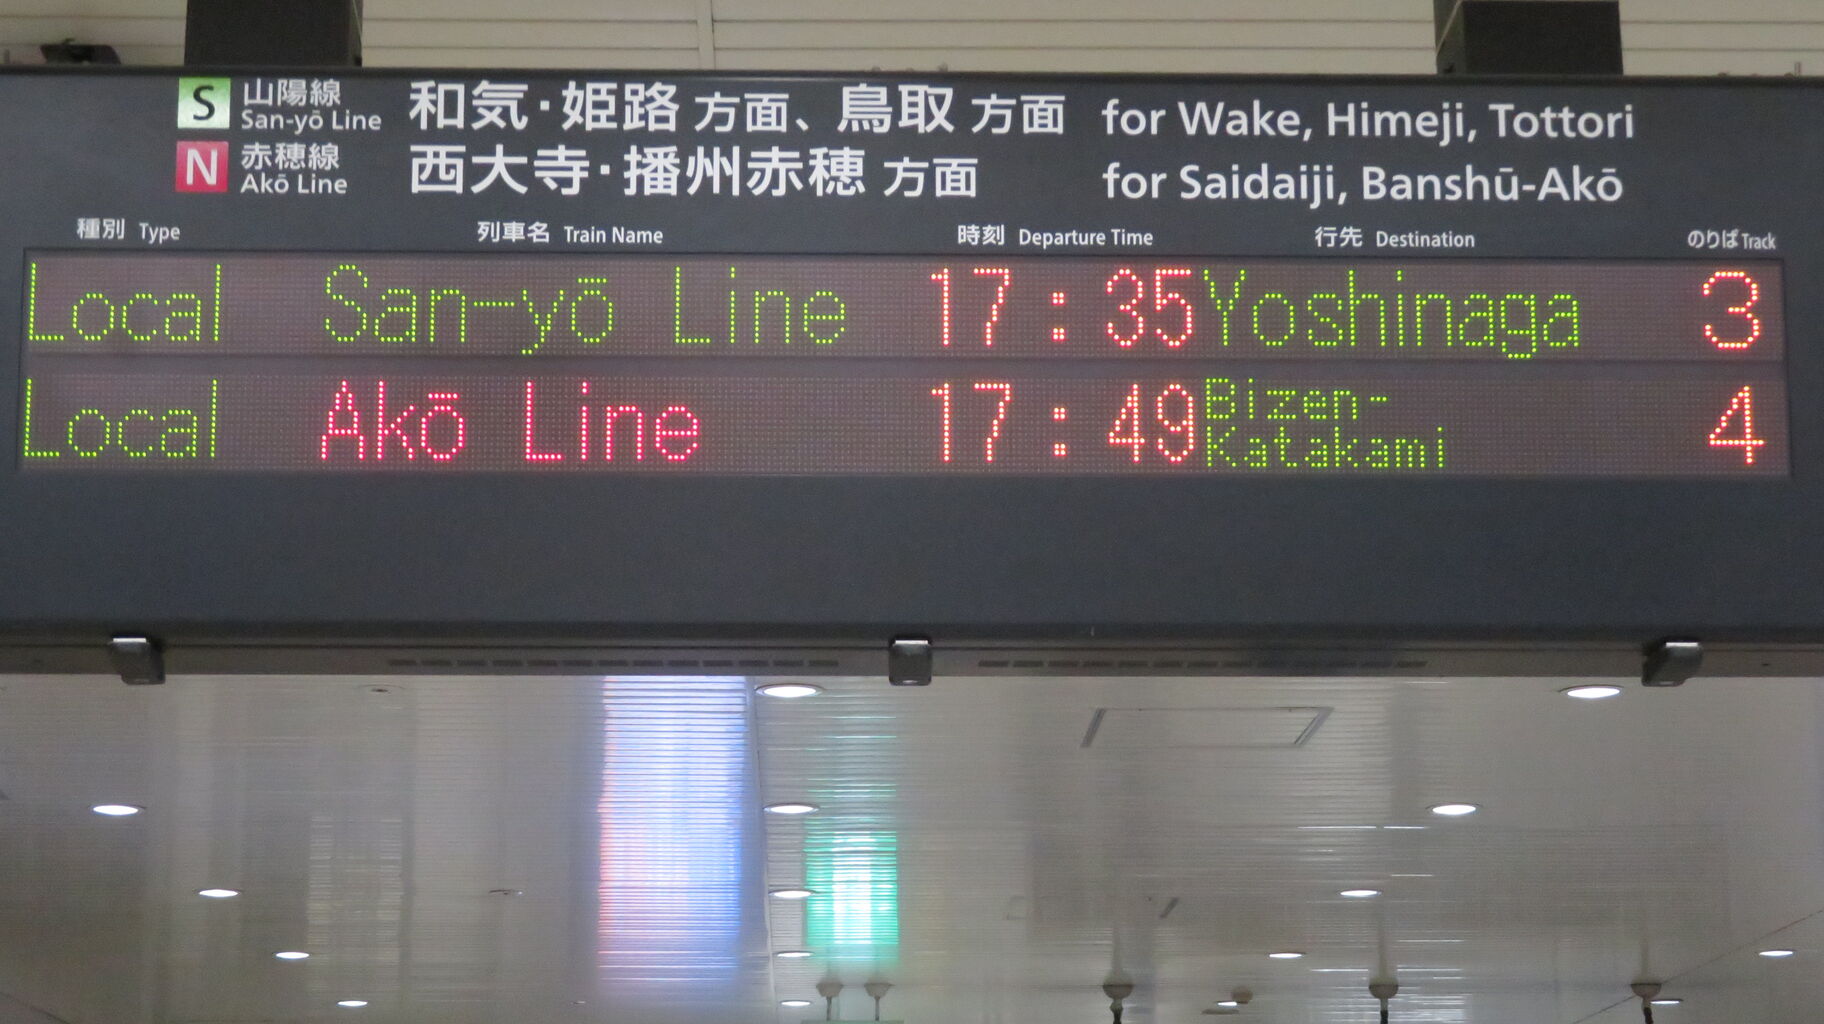 S 山陽線 San-yō Line 和気・姫路 方面、鳥取 方面 for Wake, Himeji, Tottori
N 赤穂線 Akō Line 西大寺・播州赤穂 方面 for Saidaiji, Banshū-Akō
種別 Type 列車名 Train Name 時刻 Departure Time 行先 Destination のりば Track
Local San-yō Line 17:35 Yoshinaga 3
Local Akō Line 17:49 Bizen-Katakami 4